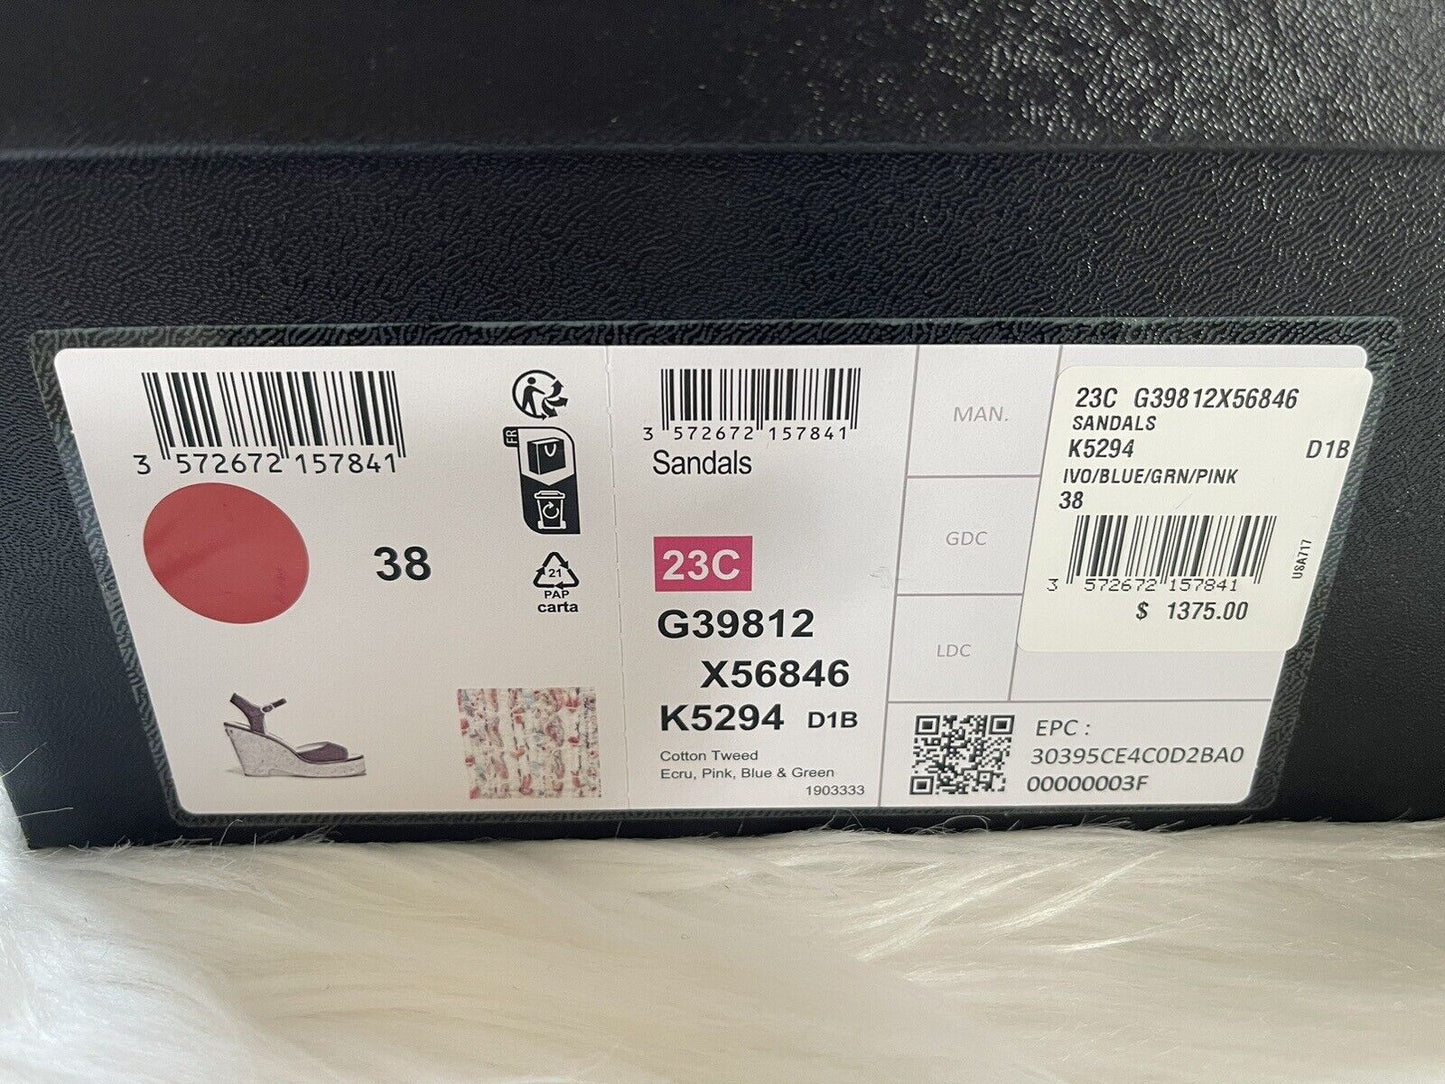 3 572672 157841
FR
38
21
PAP
carta
3 572672 157841
Sandals
23C
G39812
X56846
K5294 D1B
Cotton Tweed
Ecru, Pink, Blue & Green
1903333
MAN.
GDC
LDC
EPC :
30395CE4C0D2BA0
00000003F
23C G39812X56846
SANDALS
K5294 D1B
IVO/BLUE/GRN/PINK
38
3 572672 157841
USA717
$ 1375.00